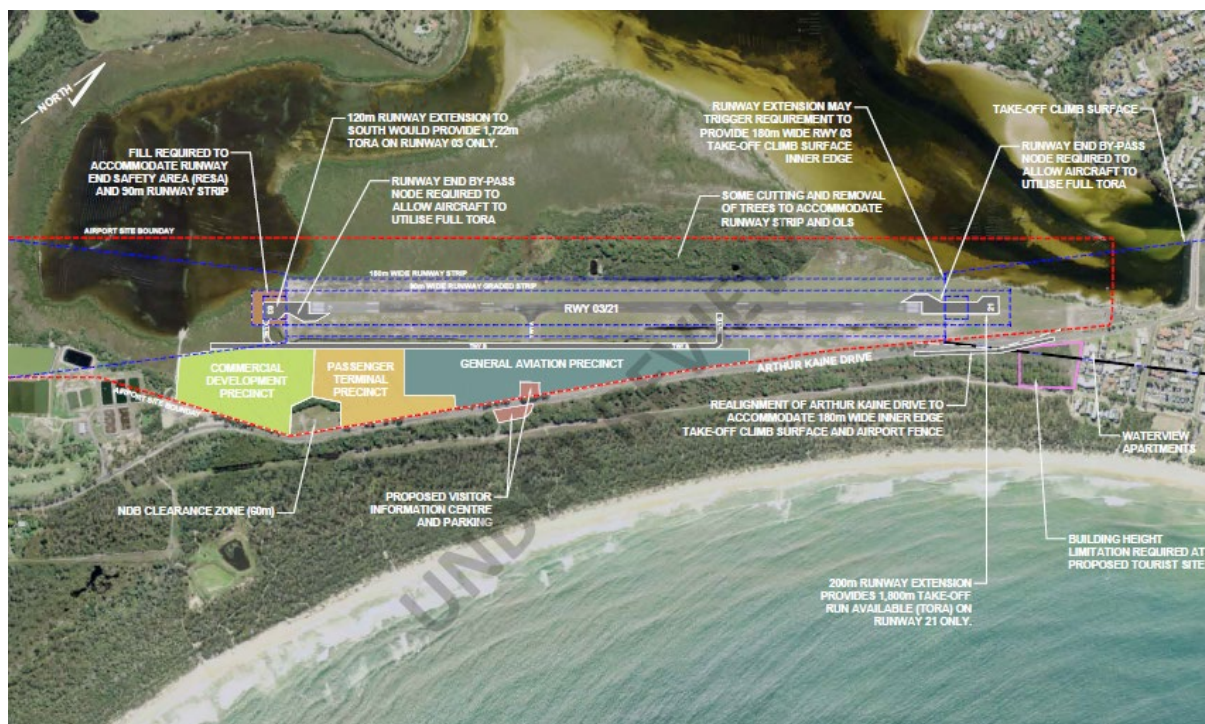 NORTH
120m RUNWAY EXTENSION TO
SOUTH WOULD PROVIDE 1,722m
TORA ON RUNWAY 03 ONLY.
FILL REQUIRED TO
ACCOMMODATE RUNWAY
END SAFETY AREA (RESA)
AND 90m RUNWAY STRIP
RUNWAY END BY-PASS
NODE REQUIRED TO
ALLOW AIRCRAFT TO
UTILISE FULL TORA
RUNWAY EXTENSION MAY
TRIGGER REQUIREMENT TO
PROVIDE 180m WIDE RWY 03
TAKE-OFF CLIMB SURFACE
INNER EDGE
TAKE-OFF CLIMB SURFACE
RUNWAY END BY-PASS
NODE REQUIRED TO
ALLOW AIRCRAFT TO
UTILISE FULL TORA
SOME CUTTING AND REMOVAL
OF TREES TO ACCOMMODATE
RUNWAY STRIP AND OLS
AIRPORT SITE BOUNDAY
150m WIDE RUNWAY STRIP
90m WIDE RUNWAY GRADED STRIP
03
RWY 03/21
21
TWY B
TWY B
COMMERCIAL
DEVELOPMENT
PRECINCT
PASSENGER
TERMINAL
PRECINCT
GENERAL AVIATION PRECINCT
ARTHUR KAINE DRIVE
AIRPORT SITE BOUNDAY
REALIGNMENT OF ARTHUR KAINE DRIVE TO
ACCOMMODATE 180m WIDE INNER EDGE
TAKE-OFF CLIMB SURFACE AND AIRPORT FENCE
WATERVIEW
APARTMENTS
NDB CLEARANCE ZONE (60m)
PROPOSED VISITOR
INFORMATION CENTRE
AND PARKING
BUILDING HEIGHT
LIMITATION REQUIRED AT
PROPOSED TOURIST SITE
200m RUNWAY EXTENSION
PROVIDES 1,800m TAKE-OFF
RUN AVAILABLE (TORA) ON
RUNWAY 21 ONLY.